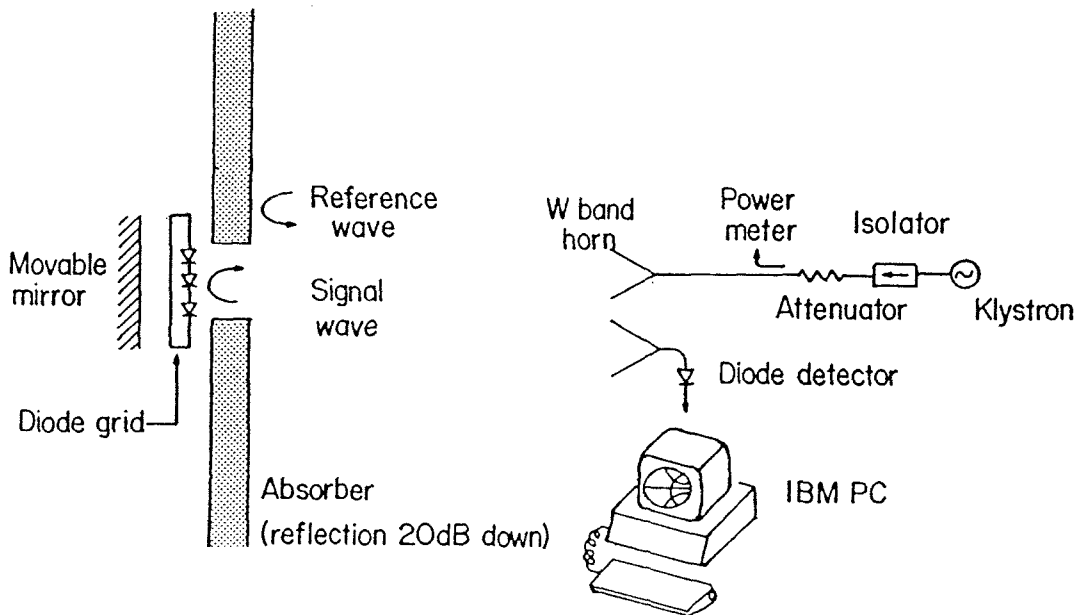 Reference
wave
Movable
mirror
Signal
wave
Diode grid
Absorber
(reflection 20dB down)
W band
horn
Power
meter
Isolator
Attenuator
Klystron
Diode detector
IBM PC